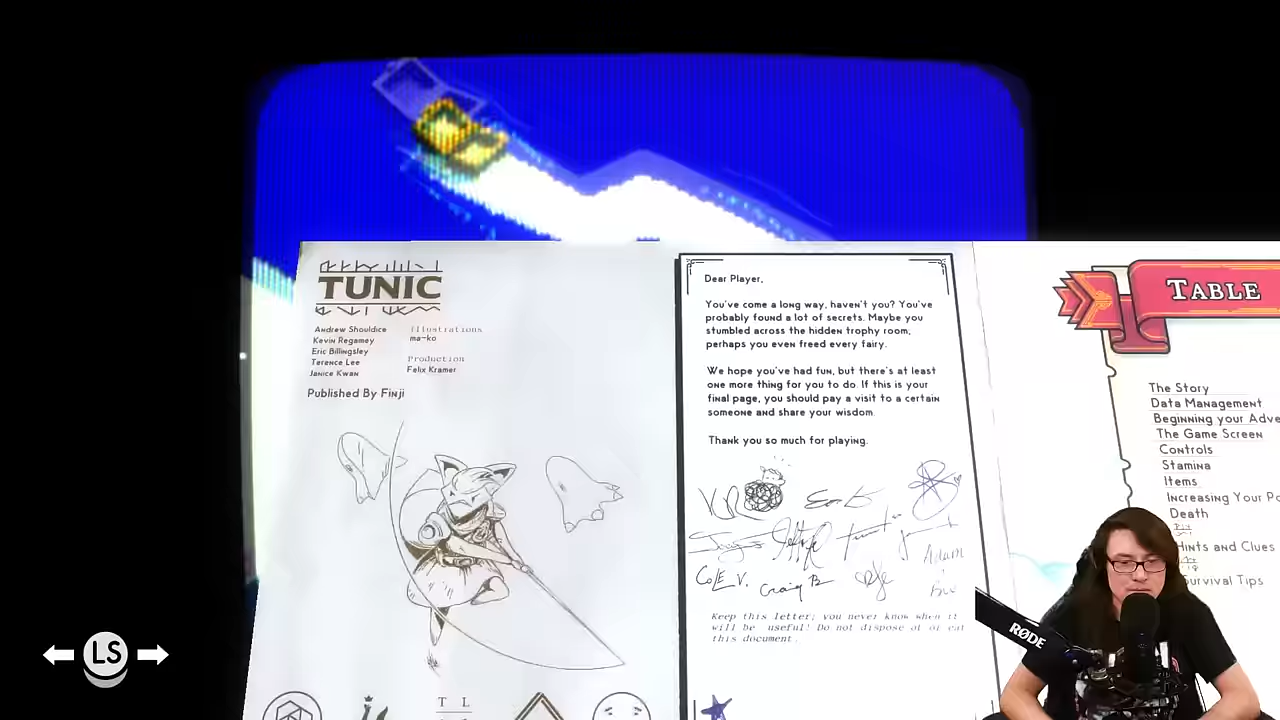 TUNIC
Andrew Shouldice
Kevin Regamey
Eric Billingsley
Terence Lee
Janice Kwan
Illustrations
ma-ko
Production
Felix Kramer
Published By Finji
T L
Dear Player,
You've come a long way, haven't you? You've
probably found a lot of secrets. Maybe you
stumbled across the hidden trophy room,
perhaps you even freed every fairy.
We hope you've had fun, but there's at least
one more thing for you to do. If this is your
final page, you should pay a visit to a certain
someone and share your wisdom.
Thank you so much for playing.
Cole V.
Craig B
Adam
Keep this letter; you never know when it
will be useful! Do not dispose of or eat
this document.
TABLE
The Story
Data Management
Beginning your Adve
The Game Screen
Controls
Stamina
Items
Increasing Your Po
Death
Hints and Clues
Survival Tips
RØDE
LS